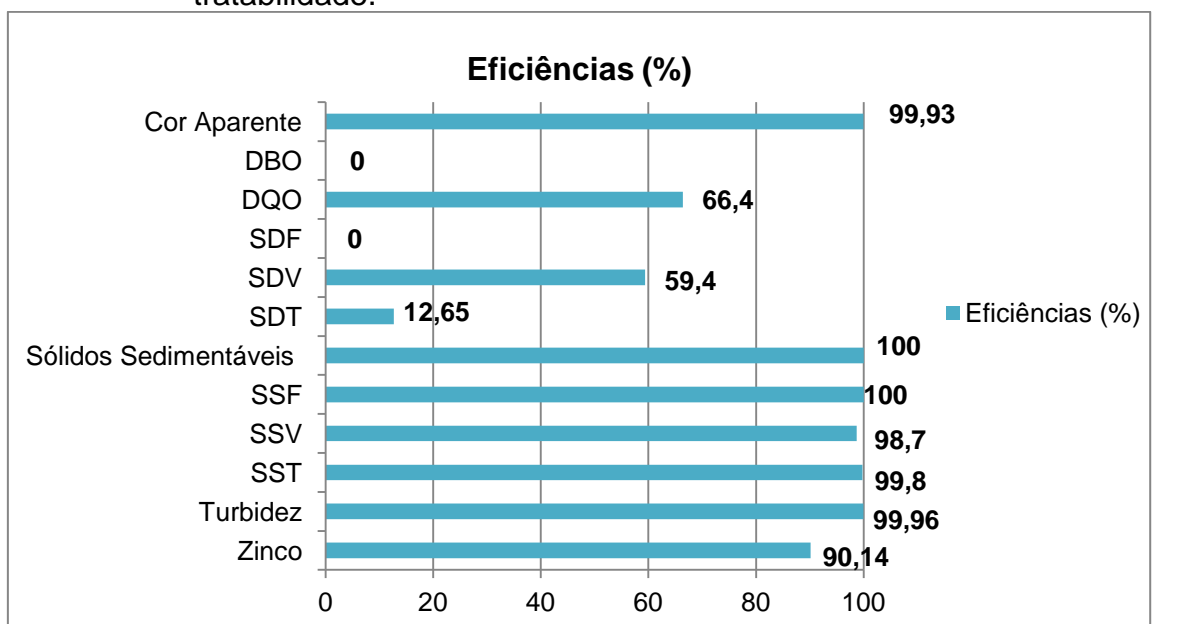 tratabilidade.
Eficiências (%)
Cor Aparente 99,93
DBO 0
DQO 66,4
SDF 0
SDV 59,4
SDT 12,65
Eficiências (%)
Sólidos Sedimentáveis 100
SSF 100
SSV 98,7
SST 99,8
Turbidez 99,96
Zinco 90,14
0 20 40 60 80 100